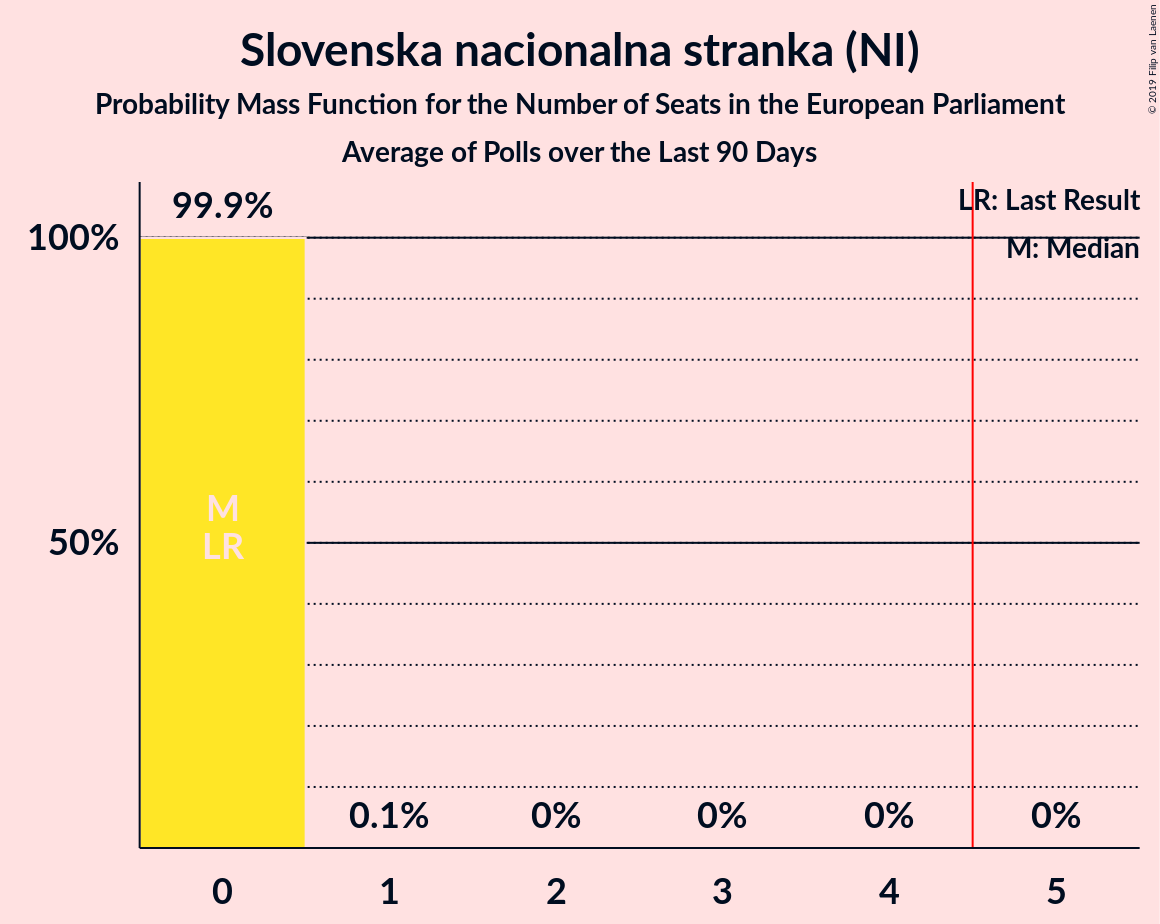 Slovenska nacionalna stranka (NI)
Probability Mass Function for the Number of Seats in the European Parliament
Average of Polls over the Last 90 Days
© 2019 Filip van Laenen
99.9%
LR: Last Result
100%
M: Median
M
LR
50%
0.1%
0%
0%
0%
0%
0
1
2
3
4
5